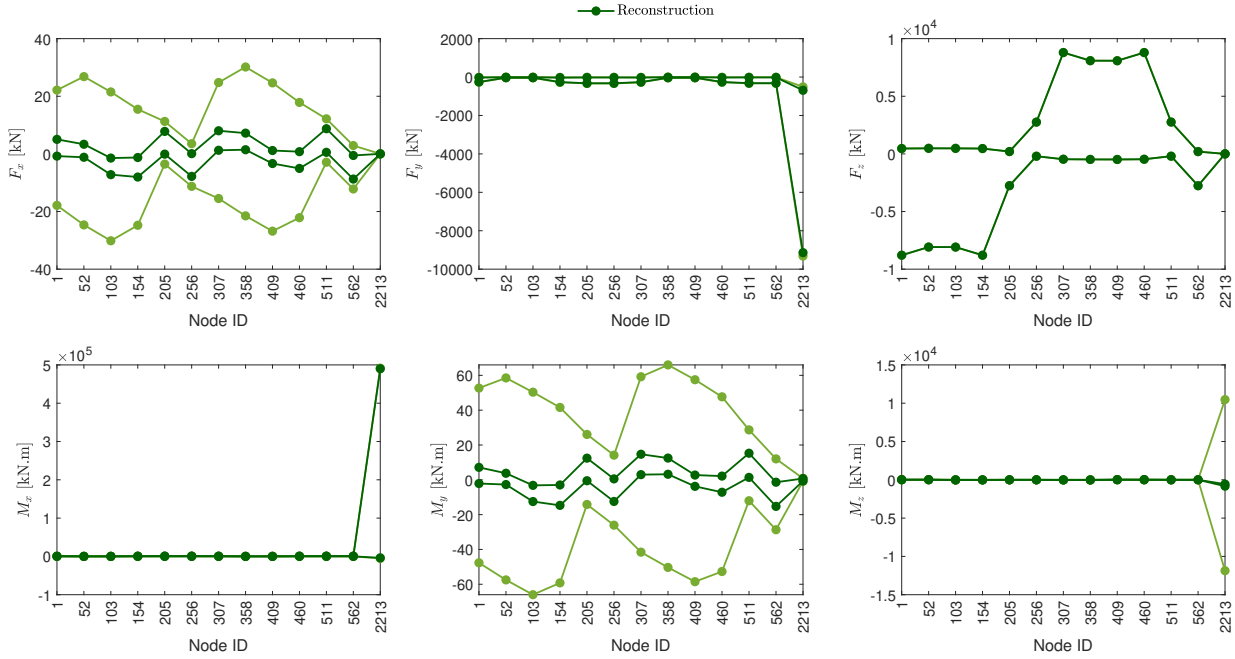 Reconstruction
40
20
0
-20
-40
F_x [kN]
1 52 103 154 205 256 307 358 409 460 511 562 2213
Node ID
2000
0
-2000
-4000
-6000
-8000
-10000
F_y [kN]
1 52 103 154 205 256 307 358 409 460 511 562 2213
Node ID
×10^4
1
0.5
0
-0.5
-1
F_z [kN]
1 52 103 154 205 256 307 358 409 460 511 562 2213
Node ID
×10^5
5
4
3
2
1
0
-1
M_x [kN.m]
1 52 103 154 205 256 307 358 409 460 511 562 2213
Node ID
60
40
20
0
-20
-40
-60
M_y [kN.m]
1 52 103 154 205 256 307 358 409 460 511 562 2213
Node ID
×10^4
1.5
1
0.5
0
-0.5
-1
-1.5
M_z [kN.m]
1 52 103 154 205 256 307 358 409 460 511 562 2213
Node ID